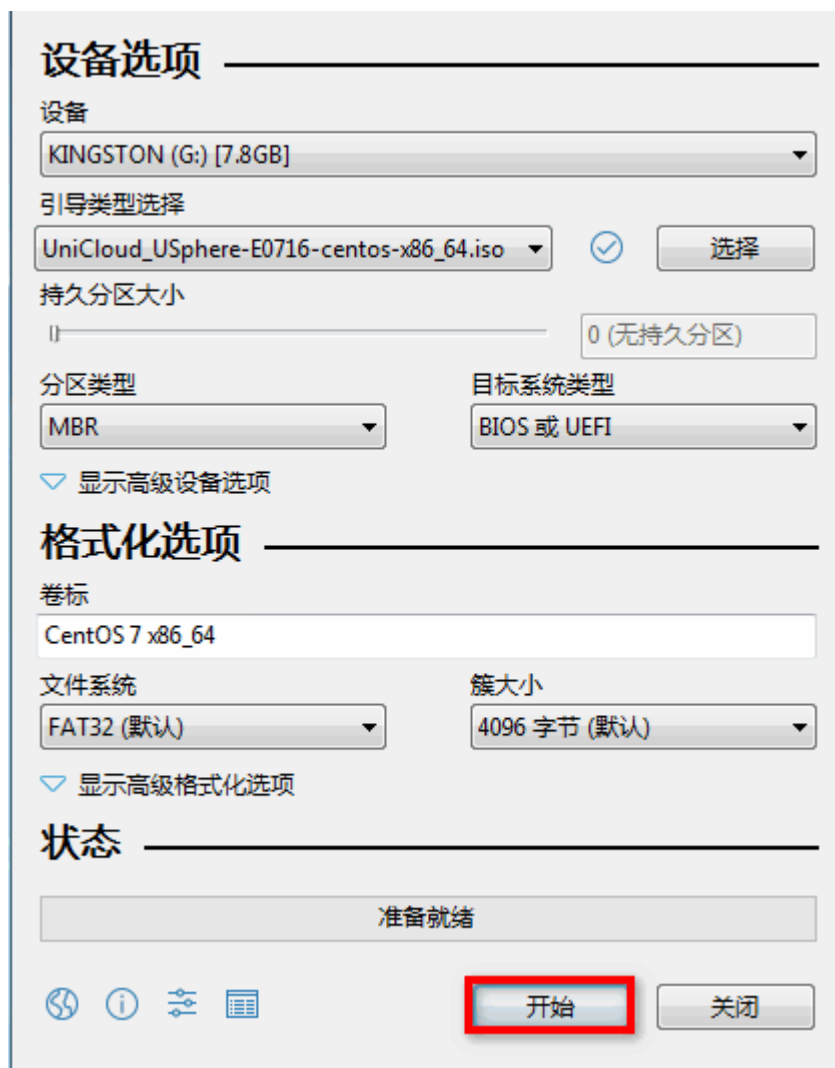 设备选项
设备
KINGSTON (G:) [7.8GB]
引导类型选择
UniCloud_USphere-E0716-centos-x86_64.iso 选择
持久分区大小
0 (无持久分区)
分区类型 目标系统类型
MBR BIOS 或 UEFI
显示高级设备选项
格式化选项
卷标
CentOS 7 x86_64
文件系统 簇大小
FAT32 (默认) 4096 字节 (默认)
显示高级格式化选项
状态
准备就绪
开始 关闭